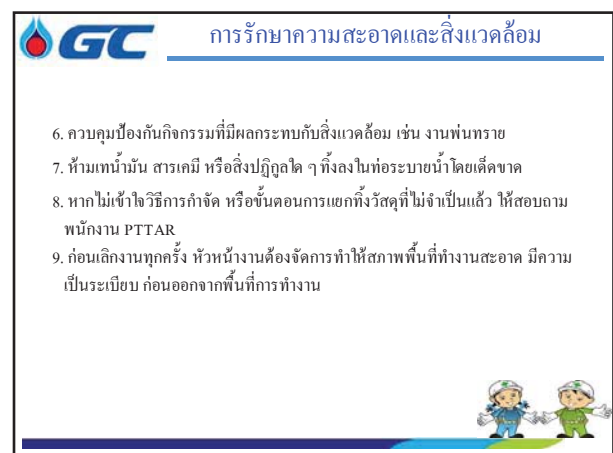 GC
การรักษาความสะอาดและสิ่งแวดล้อม
6. ควบคุมป้องกันกิจกรรมที่มีผลกระทบกับสิ่งแวดล้อม เช่น งานพ่นทราย
7. ห้ามเทน้ำมัน สารเคมี หรือสิ่งปฏิกูลใด ๆ ทิ้งลงในท่อระบายน้ำโดยเด็ดขาด
8. หากไม่เข้าใจวิธีการกำจัด หรือขั้นตอนการแยกทิ้งวัสดุที่ไม่จำเป็นแล้ว ให้สอบถาม
พนักงาน PTTAR
9. ก่อนเลิกงานทุกครั้ง หัวหน้างานต้องจัดการทำให้สภาพพื้นที่ทำงานสะอาด มีความ
เป็นระเบียบ ก่อนออกจากพื้นที่การทำงาน